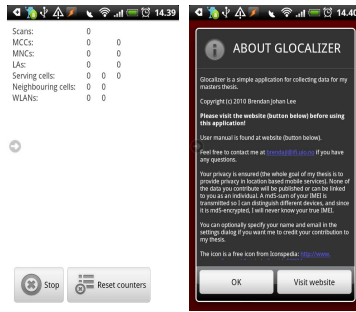 14.39
Scans: 0
MCCs: 0 0
MNCs: 0 0
LAs: 0 0
Serving cells: 0 0 0
Neighbouring cells: 0 0 0
WLANs: 0 0
Stop
Reset counters
14.40
ABOUT GLOCALIZER
Glocalizer is a simple application for collecting data for my
masters thesis.
Copyright (c) 2010 Brendan Johan Lee
Please visit the website (button below) before using
this application!
User manual is found at website (button below).
Feel free to contact me at brendajl@ifi.uio.no if you have
any questions.
Your privacy is ensured (the whole goal of my thesis is to
provide privacy in location based mobile services). None of
the data you contribute will be published or can be linked
to you as an individual. A md5-sum of your IMEI is
transmitted so I can distinguish different devices, and since
it is md5-encrypted, I will never know your true IMEI.
You can optionally specify your name and email in the
settings dialog if you want me to credit your contribution to
my thesis.
The icon is a free icon from Iconspedia: http://www.
OK
Visit website